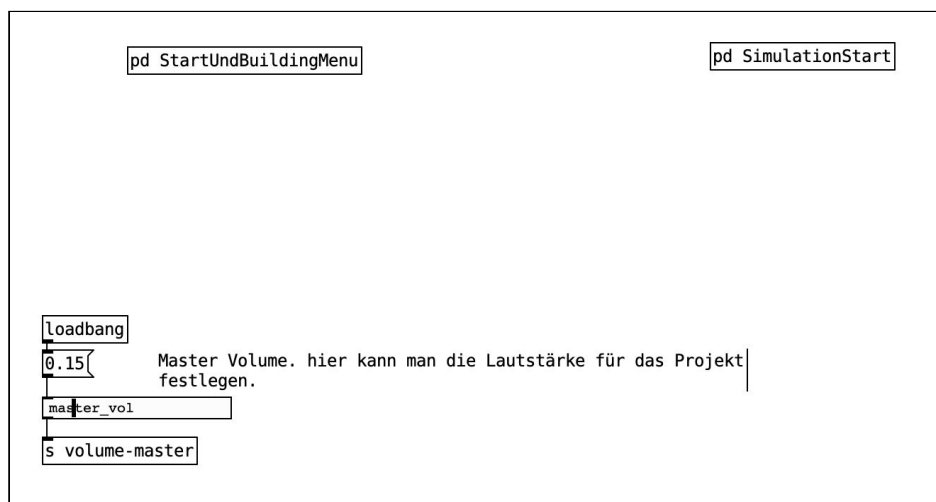 pd StartUndBuildingMenu
pd SimulationStart
loadbang
0.15
Master Volume. hier kann man die Lautstärke für das Projekt
festlegen.
master_vol
s volume-master